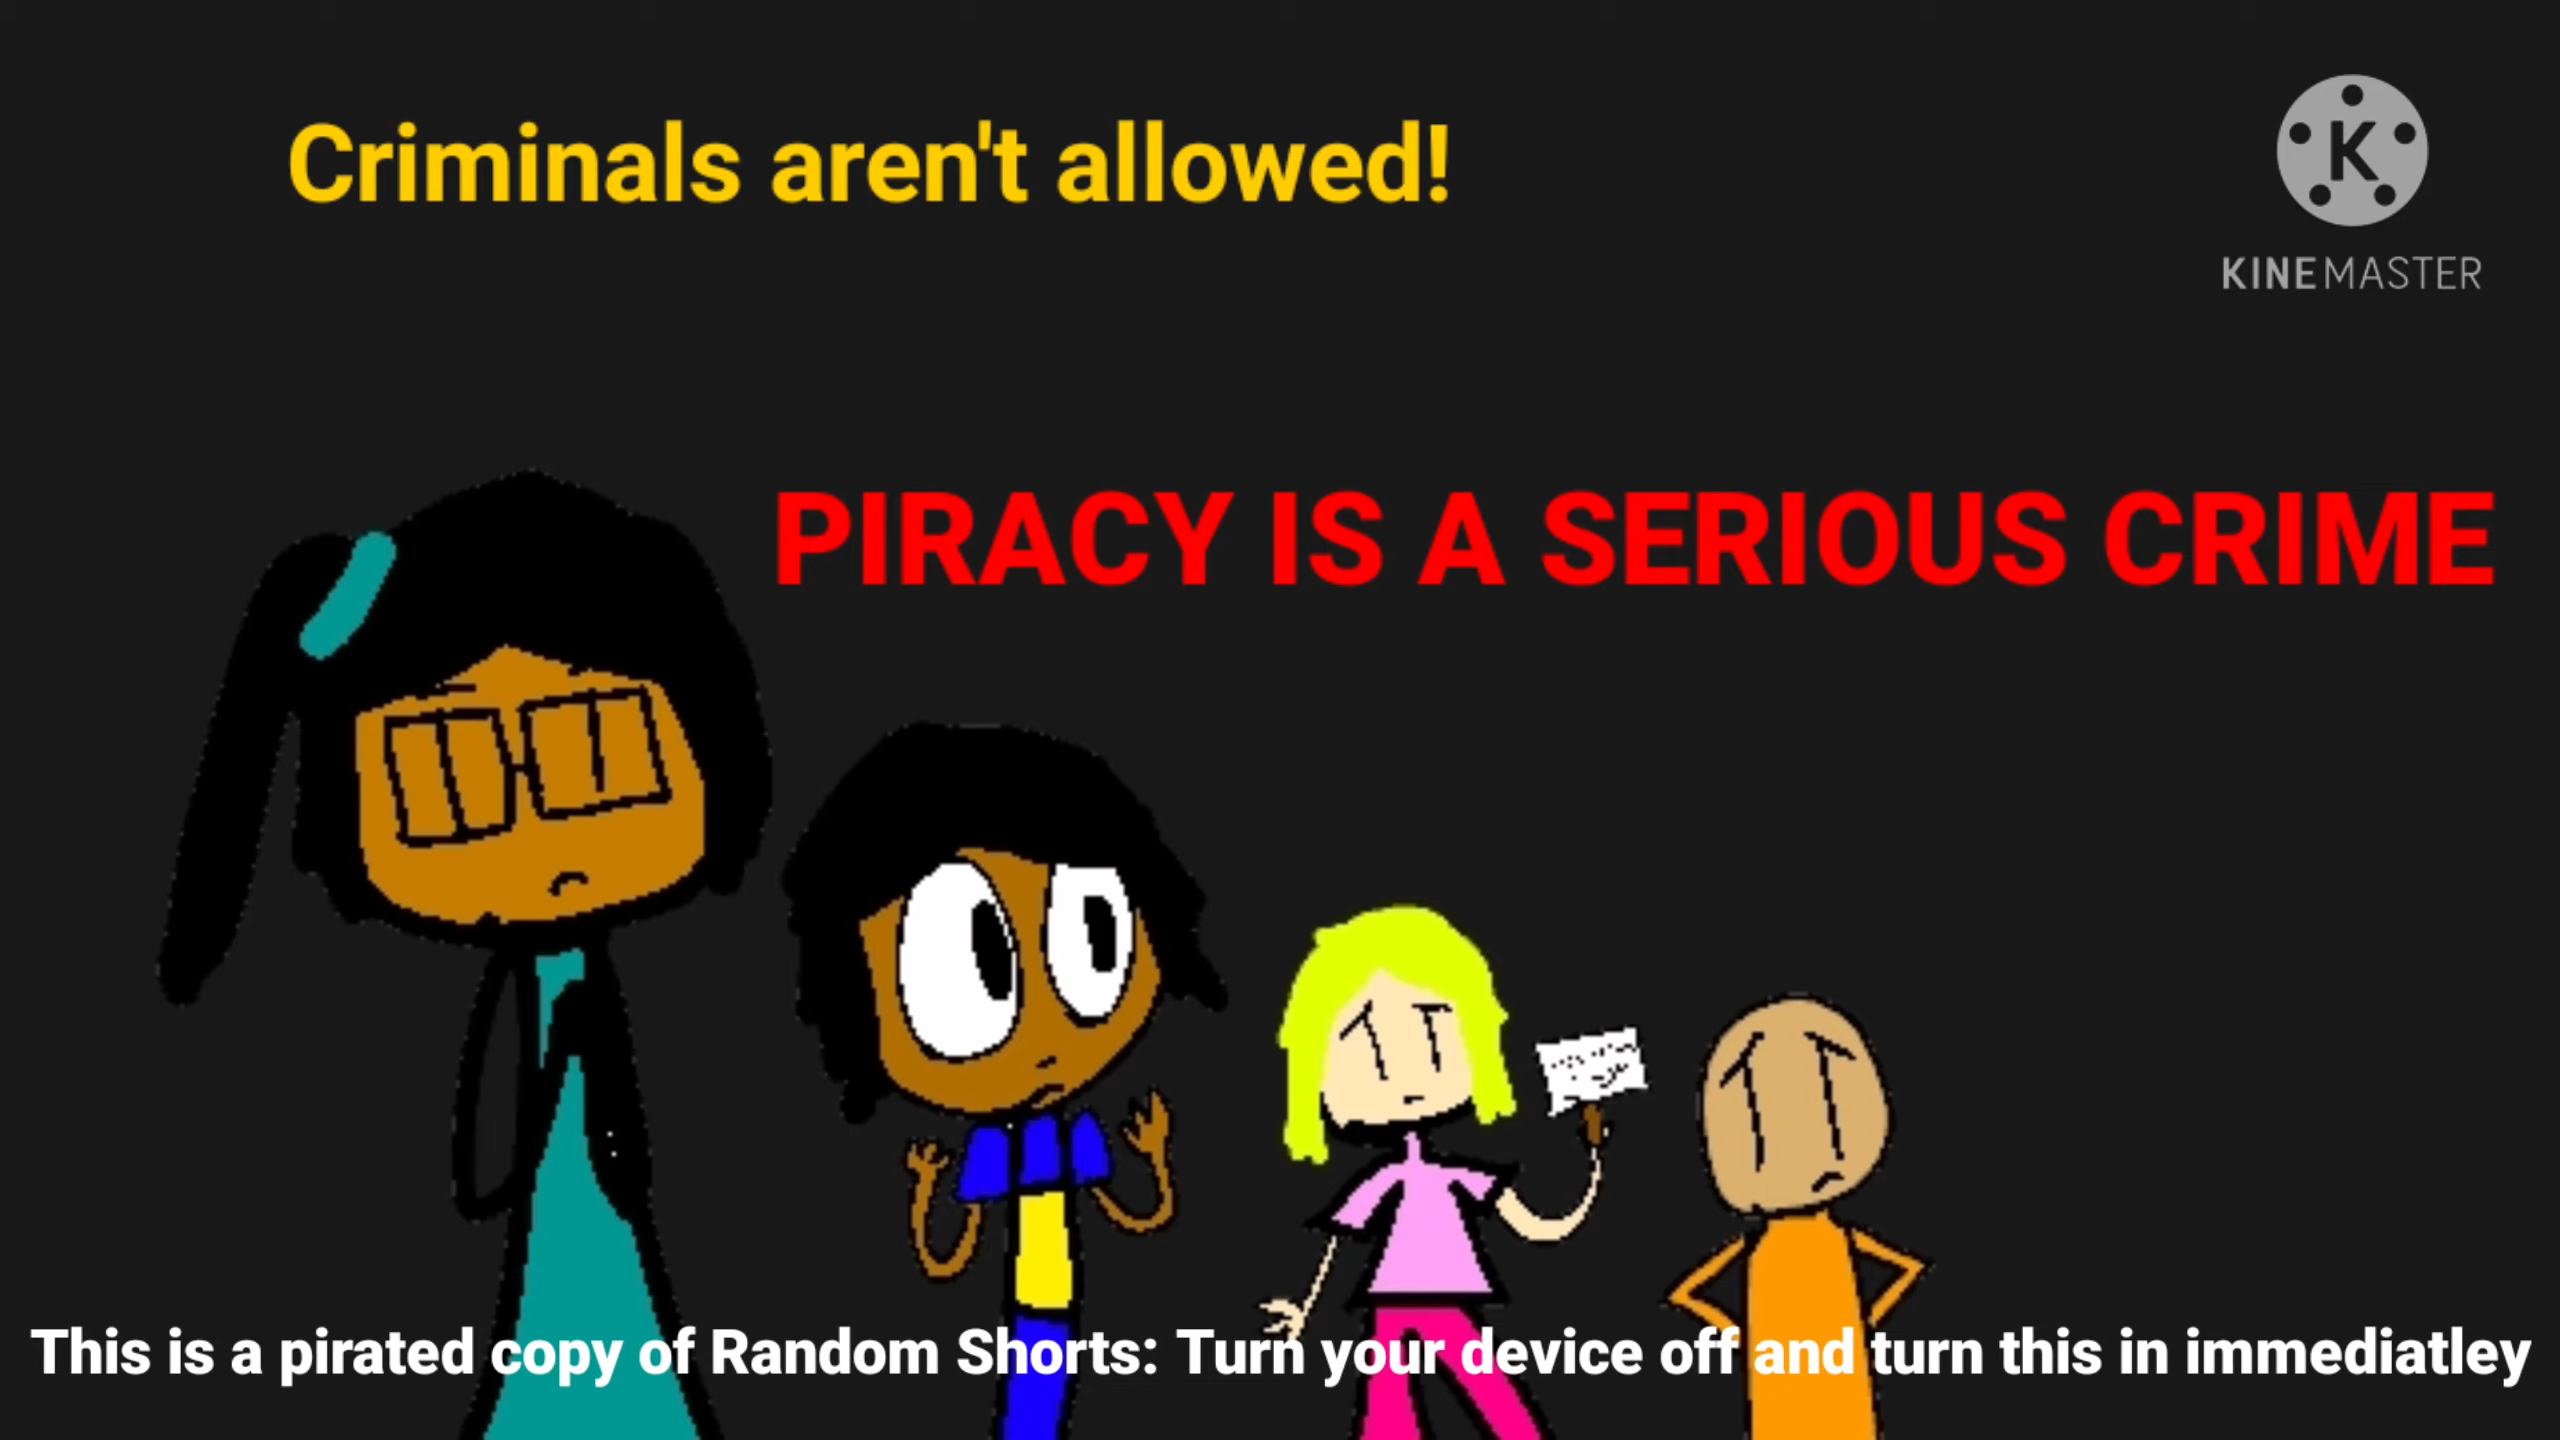 Criminals aren't allowed!
K
KINEMASTER
PIRACY IS A SERIOUS CRIME
This is a pirated copy of Random Shorts: Turn your device off and turn this in immediatley